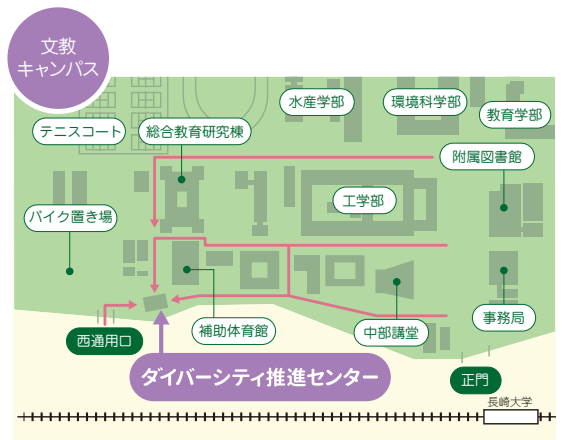 文教
キャンパス
水産学部
環境科学部
教育学部
テニスコート
総合教育研究棟
附属図書館
工学部
バイク置き場
補助体育館
中部講堂
事務局
西通用口
ダイバーシティ推進センター
正門
長崎大学